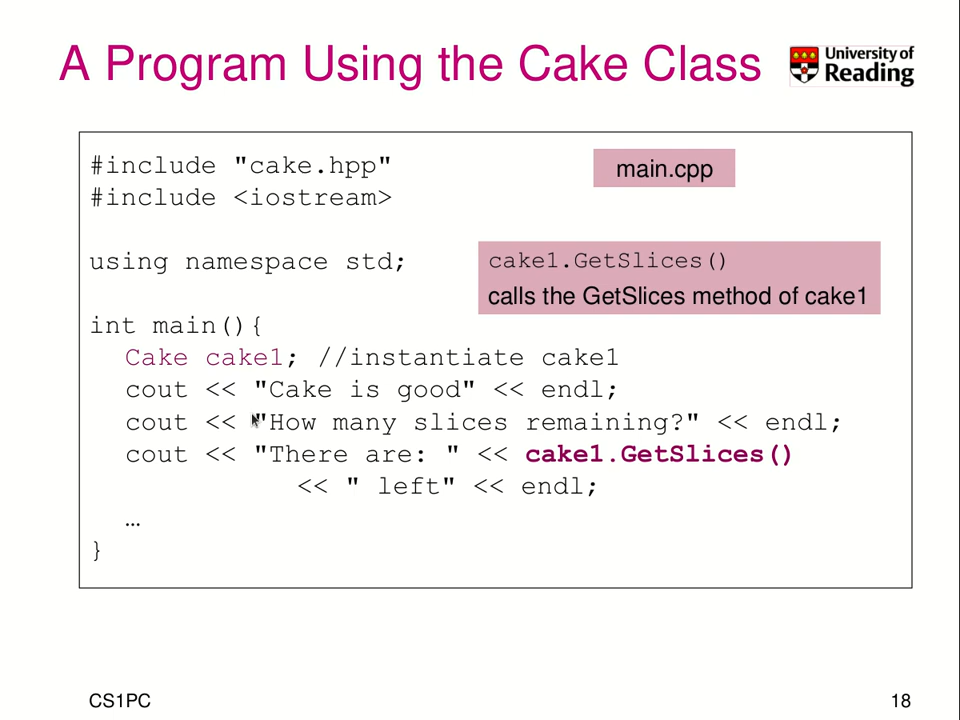 A Program Using the Cake Class
University of
Reading
#include "cake.hpp"
main.cpp
#include <iostream>
using namespace std;
cake1.GetSlices()
calls the GetSlices method of cake1
int main(){
Cake cake1; //instantiate cake1
cout << "Cake is good" << endl;
cout << "How many slices remaining?" << endl;
cout << "There are: " << cake1.GetSlices()
<< " left" << endl;
…
}
CS1PC
18